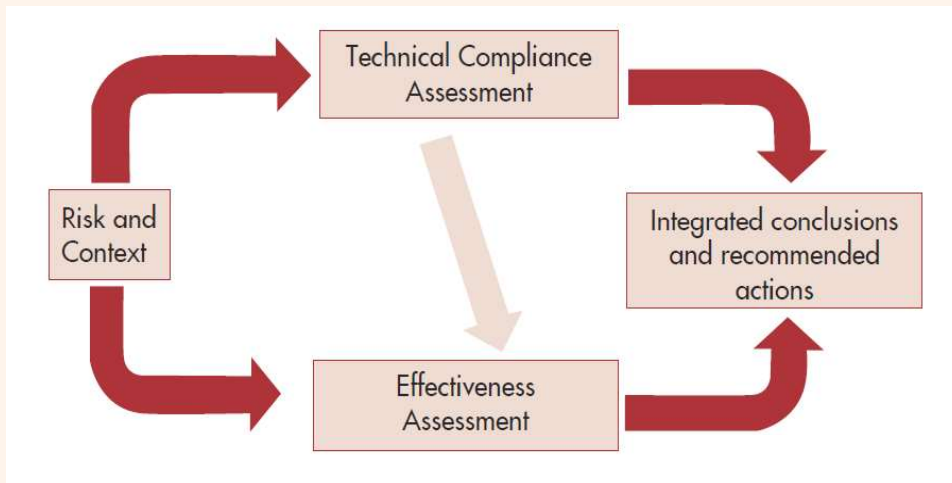 Technical Compliance
Assessment
Risk and
Context
Integrated conclusions
and recommended
actions
Effectiveness
Assessment